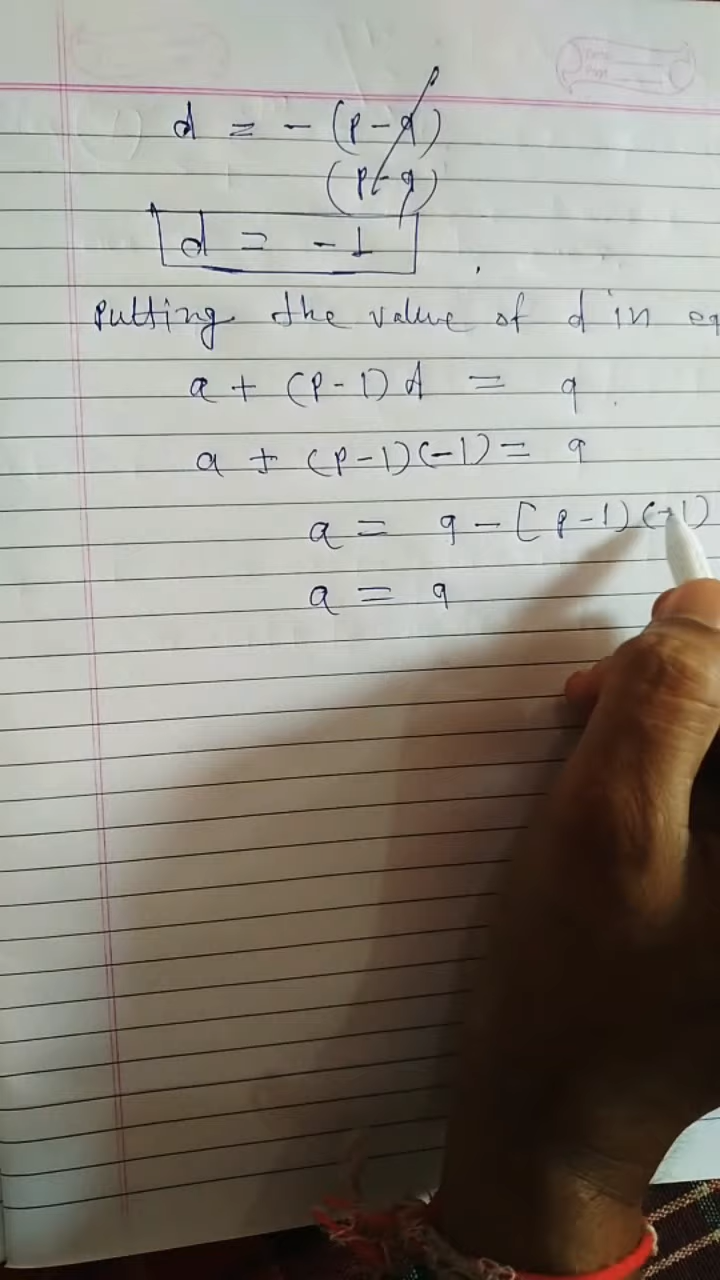 d = - (p - q)
(p - q)
d = - 1
putting the value of d in eq
a + (p - 1) d = q
a + (p - 1) (-1) = q
a = q - [ p - 1) (-1)
a = q